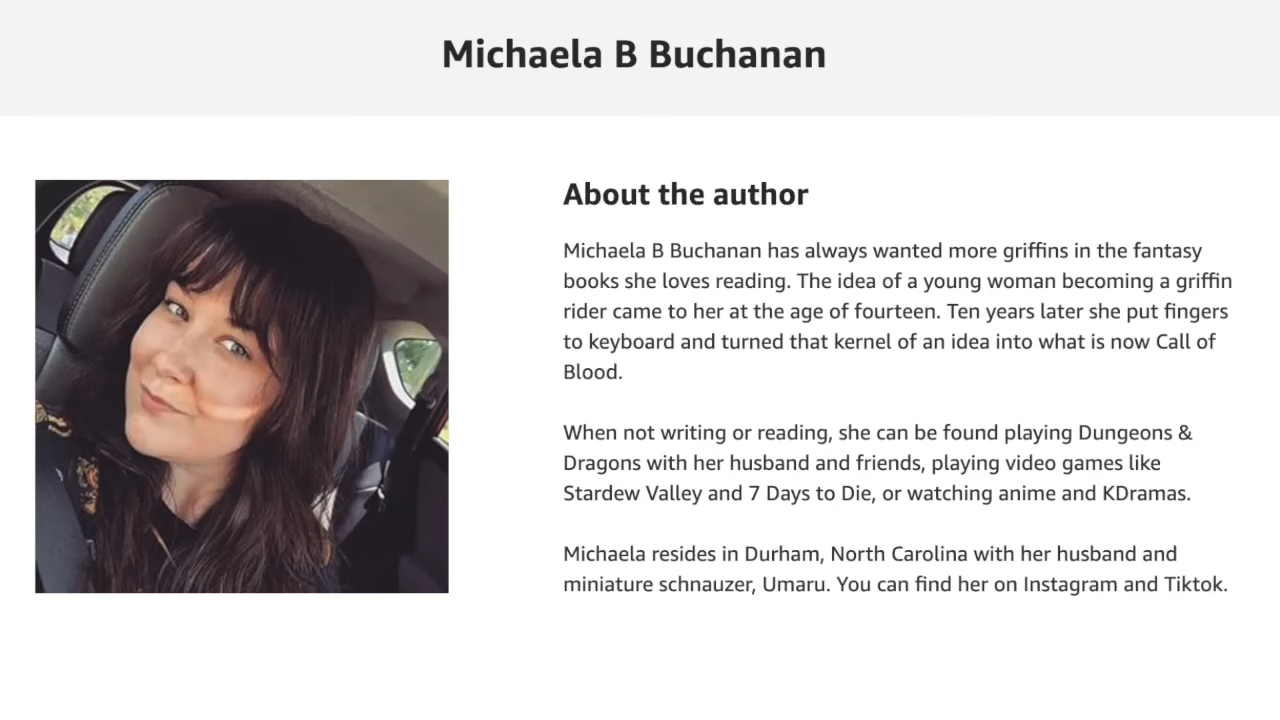 Michaela B Buchanan
About the author
Michaela B Buchanan has always wanted more griffins in the fantasy
books she loves reading. The idea of a young woman becoming a griffin
rider came to her at the age of fourteen. Ten years later she put fingers
to keyboard and turned that kernel of an idea into what is now Call of
Blood.
When not writing or reading, she can be found playing Dungeons &
Dragons with her husband and friends, playing video games like
Stardew Valley and 7 Days to Die, or watching anime and KDramas.
Michaela resides in Durham, North Carolina with her husband and
miniature schnauzer, Umaru. You can find her on Instagram and Tiktok.